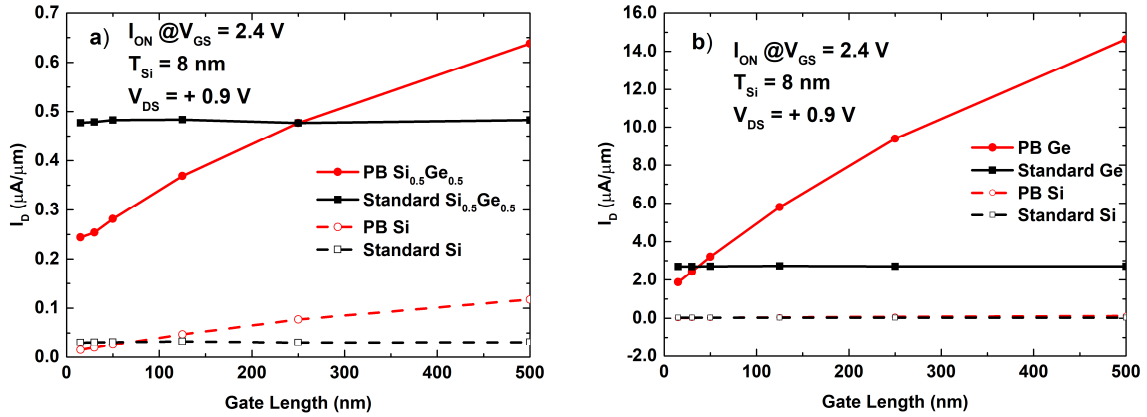 a)
I_ON @V_GS = 2.4 V
T_Si = 8 nm
V_DS = + 0.9 V
PB Si_0.5Ge_0.5
Standard Si_0.5Ge_0.5
PB Si
Standard Si
0.7
0.6
0.5
0.4
0.3
0.2
0.1
0.0
I_D (µA/µm)
0 100 200 300 400 500
Gate Length (nm)
b)
I_ON @V_GS = 2.4 V
T_Si = 8 nm
V_DS = + 0.9 V
PB Ge
Standard Ge
PB Si
Standard Si
16.0
14.0
12.0
10.0
8.0
6.0
4.0
2.0
0.0
-2.0
I_D (µA/µm)
0 100 200 300 400 500
Gate Length (nm)